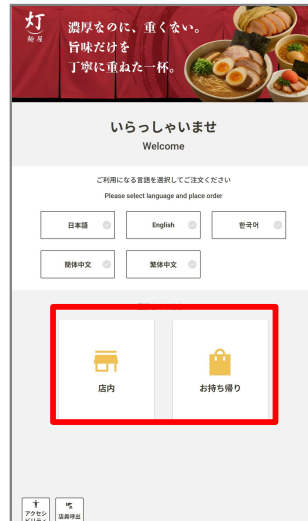 灯
麺屋
濃厚なのに、重くない。
旨味だけを
丁寧に重ねた一杯。
いらっしゃいませ
Welcome
ご利用になる言語を選択してご注文ください
Please select language and place order
日本語
English
한국어
簡体中文
繁体中文
店内
お持ち帰り
アクセシ
ビリティ
店員呼出